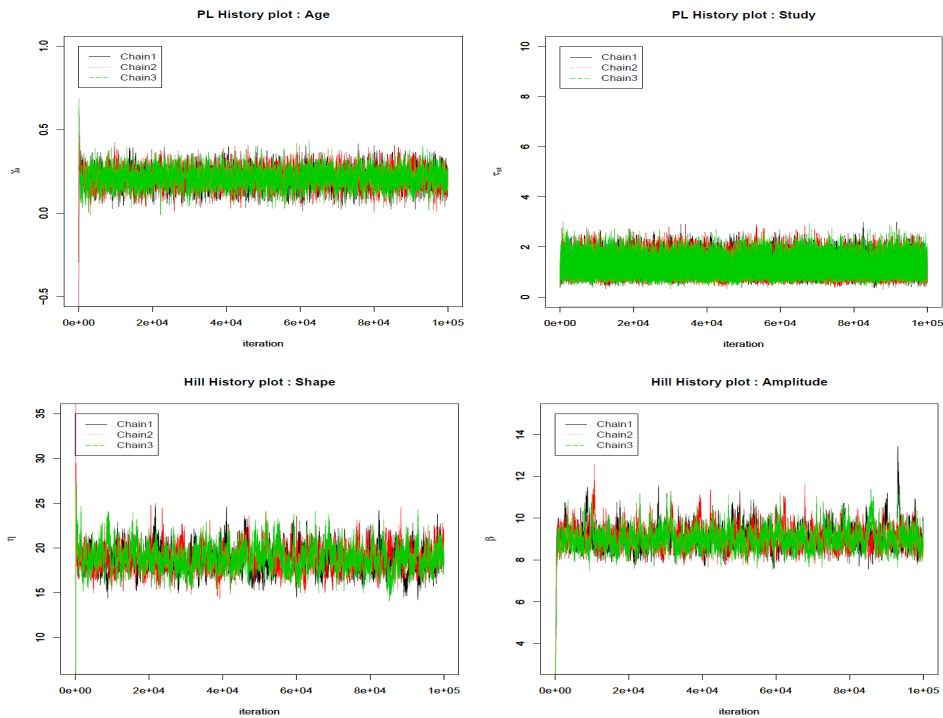 PL History plot : Age
1.0
0.5
0.0
−0.5
γa
Chain1
Chain2
Chain3
0e+00 2e+04 4e+04 6e+04 8e+04 1e+05
iteration
PL History plot : Study
10
8
6
4
2
0
τst
Chain1
Chain2
Chain3
0e+00 2e+04 4e+04 6e+04 8e+04 1e+05
iteration
Hill History plot : Shape
35
30
25
20
15
10
η
Chain1
Chain2
Chain3
0e+00 2e+04 4e+04 6e+04 8e+04 1e+05
iteration
Hill History plot : Amplitude
14
12
10
8
6
4
β
Chain1
Chain2
Chain3
0e+00 2e+04 4e+04 6e+04 8e+04 1e+05
iteration